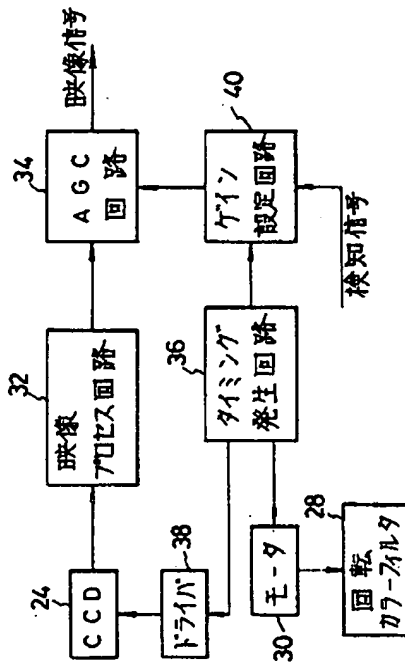 24
CCD
32
映像
プロセス回路
34
AGC
回路
映像信号
38
ドライバ
36
タイミング
発生回路
40
ゲイン
設定回路
検知信号
30
モータ
28
回転
カラーフィルタ